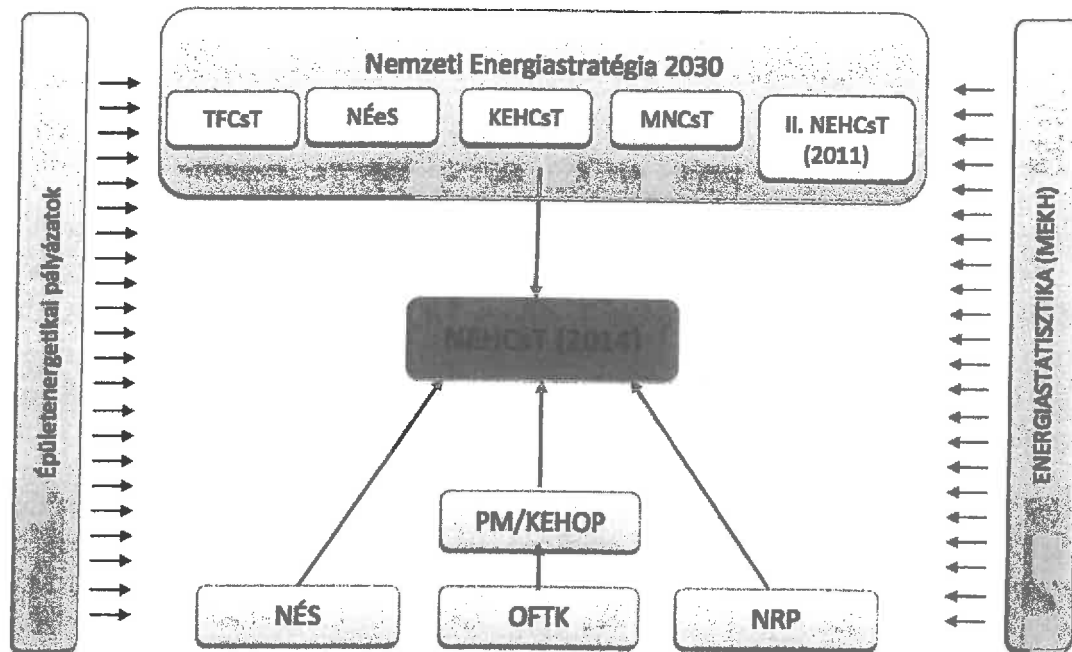 Nemzeti Energiastratégia 2030
TFCsT
NÉeS
KEHCsT
MNCsT
II. NEHCsT
(2011)
Épületenergetikai pályázatok
ENERGIASTATISZTIKA (MEKH)
NEHCsT (2014)
PM/KEHOP
NÉS
OFTK
NRP